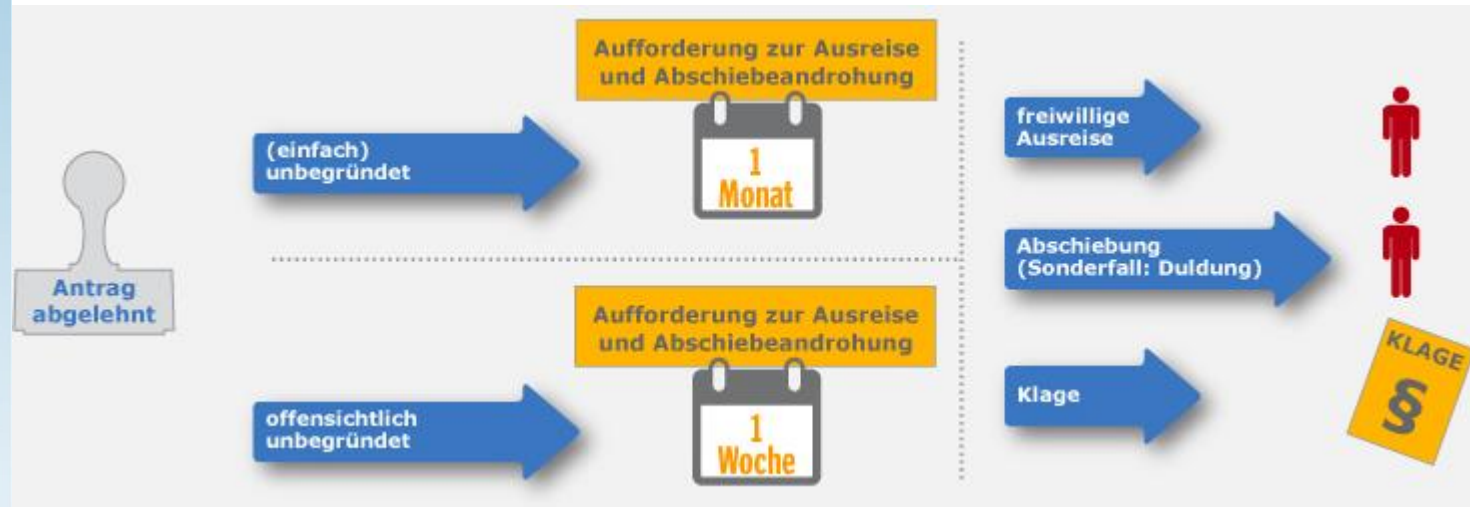 Antrag
abgelehnt
(einfach)
unbegründet
Aufforderung zur Ausreise
und Abschiebeandrohung
1
Monat
offensichtlich
unbegründet
Aufforderung zur Ausreise
und Abschiebeandrohung
1
Woche
freiwillige
Ausreise
Abschiebung
(Sonderfall: Duldung)
Klage
KLAGE
§